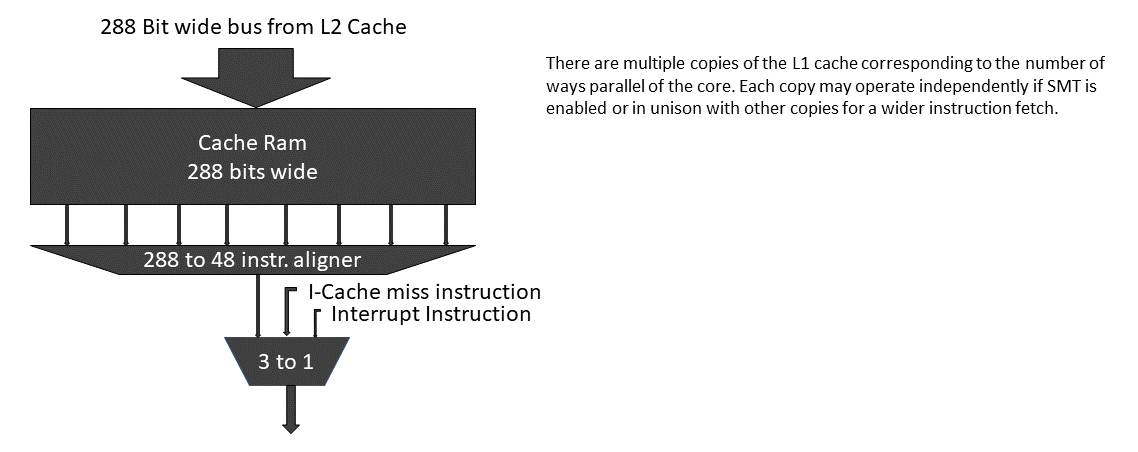 288 Bit wide bus from L2 Cache
There are multiple copies of the L1 cache corresponding to the number of
ways parallel of the core. Each copy may operate independently if SMT is
enabled or in unison with other copies for a wider instruction fetch.
Cache Ram
288 bits wide
288 to 48 instr. aligner
I-Cache miss instruction
Interrupt Instruction
3 to 1